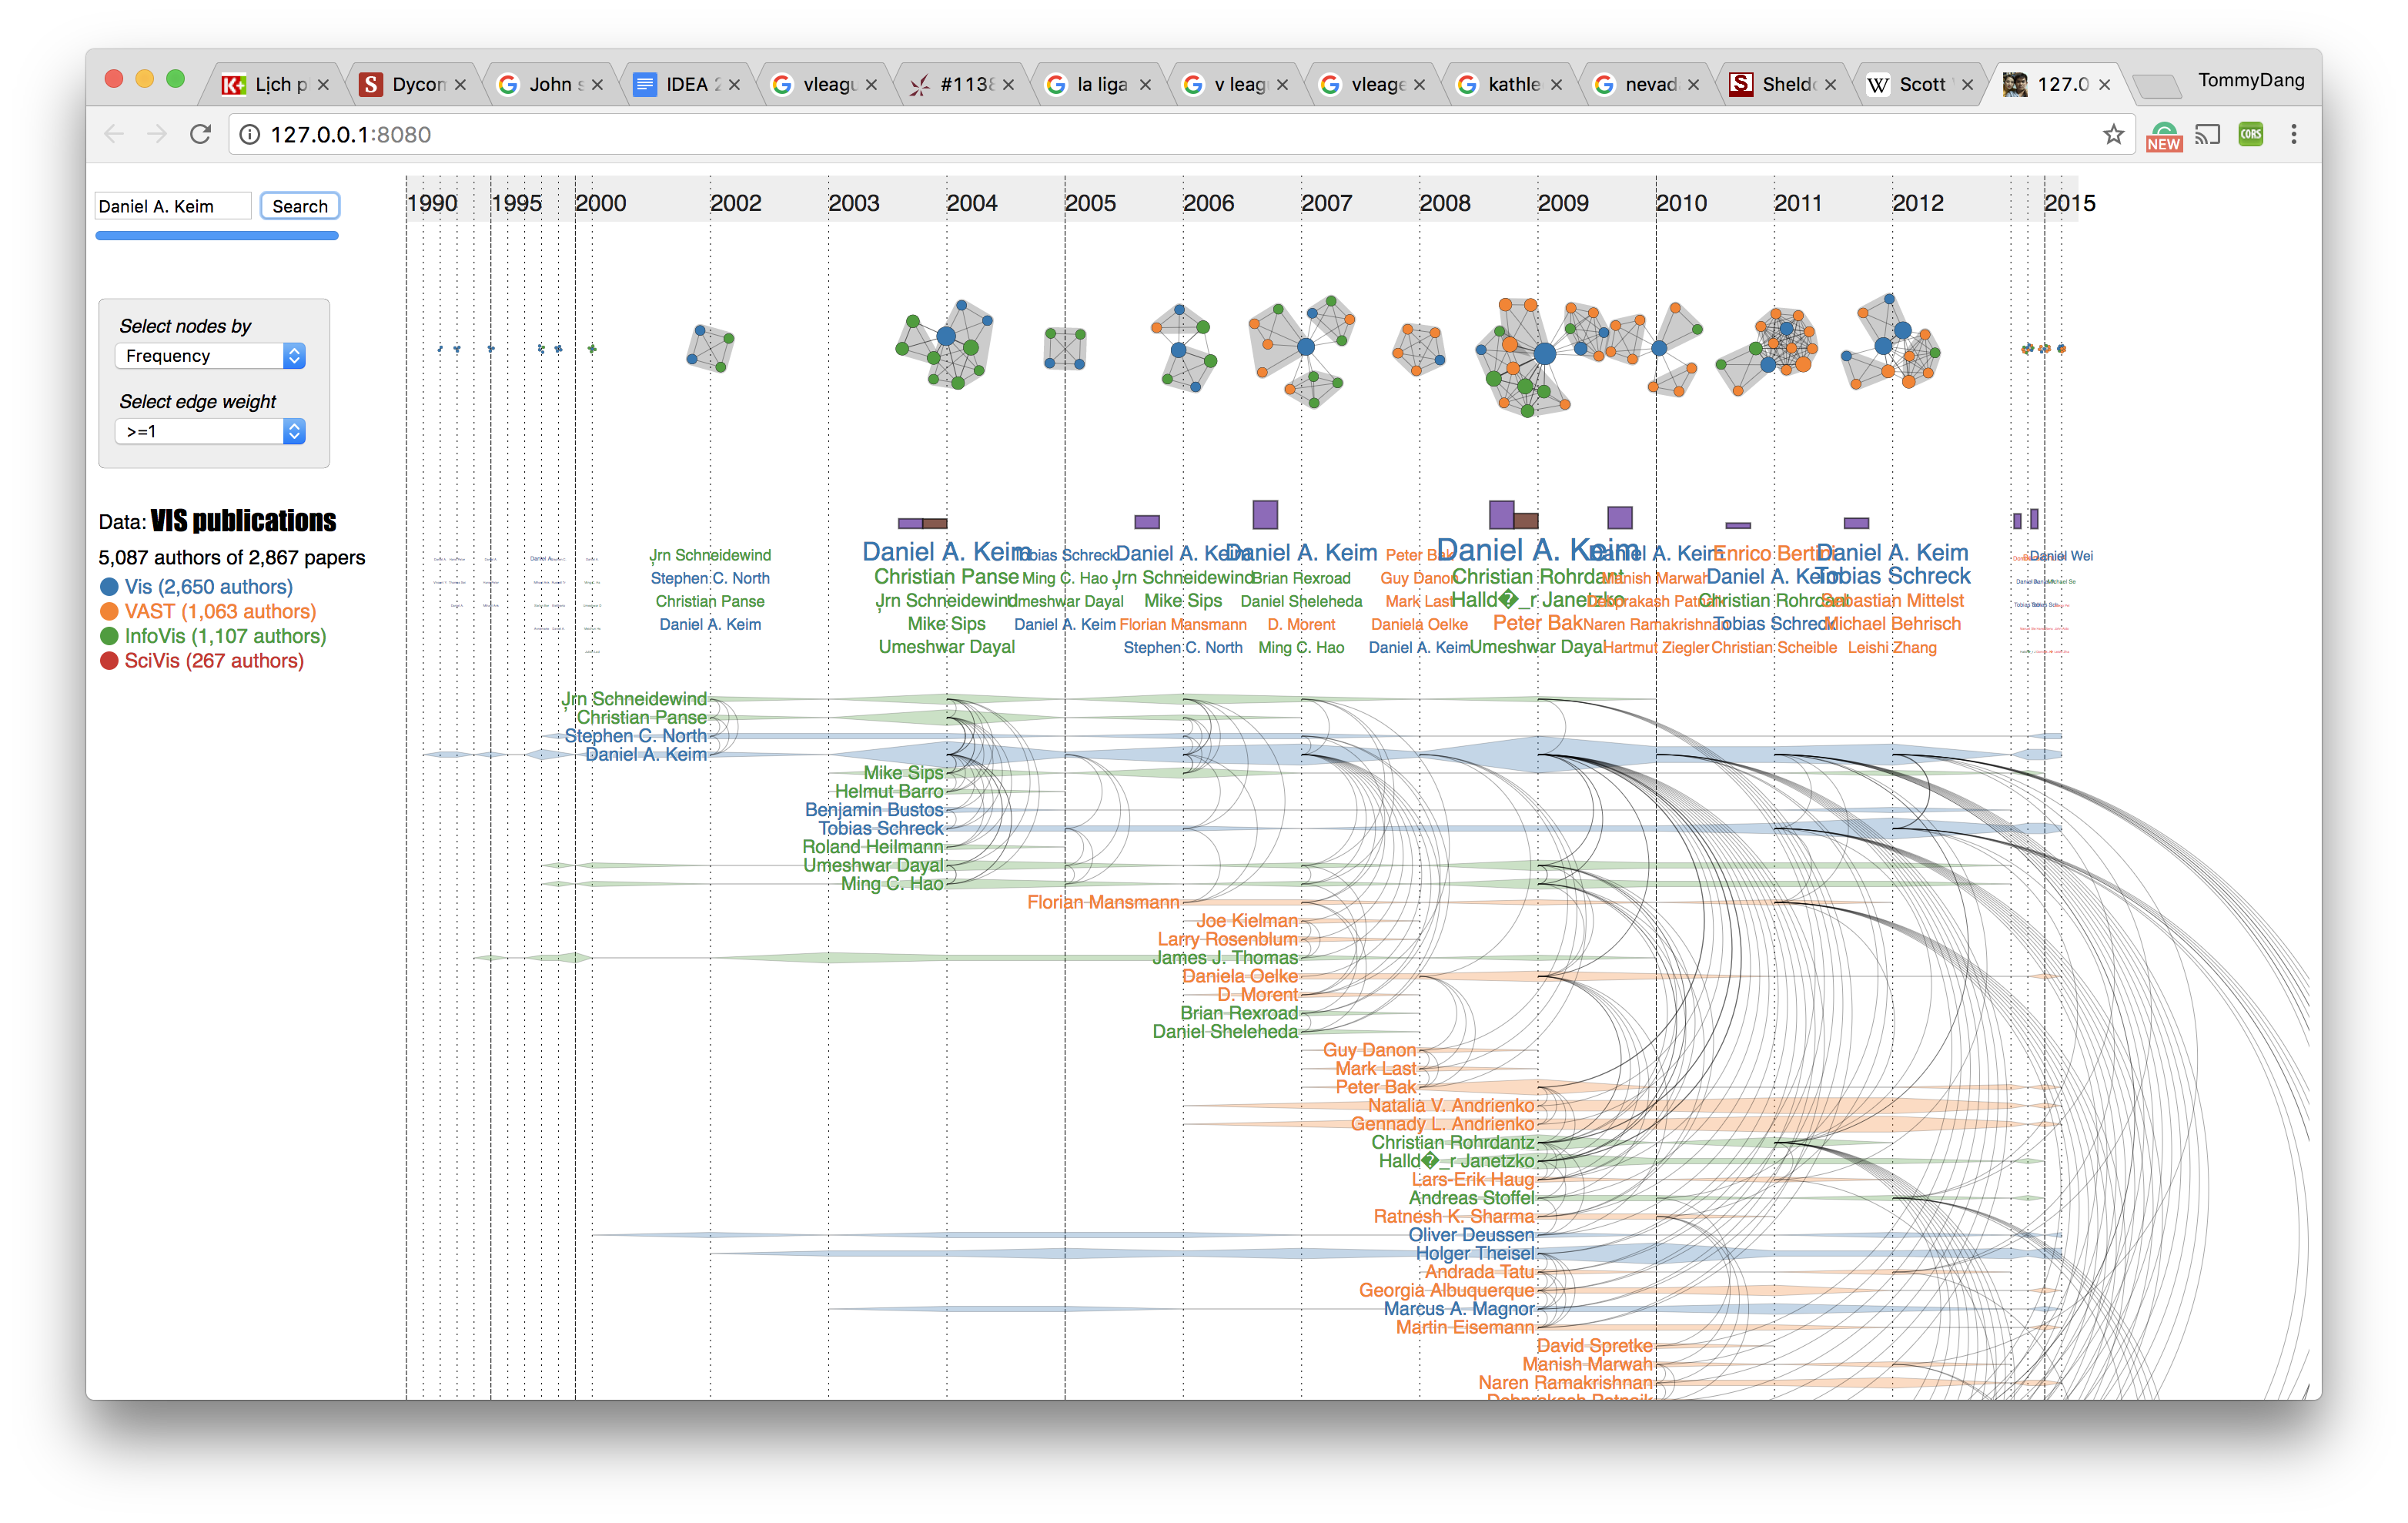 Lịch p
Dycon
John s
IDEA 2
vleagu
#1138
la liga
v leag
vleage
kathle
nevad
Sheldo
Scott
127.0
TommyDang
127.0.0.1:8080
NEW
CORS
Daniel A. Keim Search
1990 1995 2000 2002 2003 2004 2005 2006 2007 2008 2009 2010 2011 2012 2015
Select nodes by
Frequency
Select edge weight
>=1
Data: VIS publications
5,087 authors of 2,867 papers
Vis (2,650 authors)
VAST (1,063 authors)
InfoVis (1,107 authors)
SciVis (267 authors)
Jrn Schneidewind
Stephen C. North
Christian Panse
Daniel A. Keim
Daniel A. Keim
Christian Panse
Jrn Schneidewind
Mike Sips
Umeshwar Dayal
Tobias Schreck
Ming C. Hao
Umeshwar Dayal
Daniel A. Keim
Daniel A. Keim
Jrn Schneidewind
Mike Sips
Florian Mansmann
Stephen C. North
Daniel A. Keim
Brian Rexroad
Daniel Sheleheda
D. Morent
Ming C. Hao
Peter Bak
Guy Danon
Mark Last
Daniela Oelke
Daniel A. Keim
Daniel A. Keim
Christian Rohrdantz
Halld�_r Janetzko
Peter Bak
Umeshwar Dayal
Daniel A. Keim
Manish Marwah
Debprakash Patnaik
Naren Ramakrishnan
Hartmut Ziegler
Enrico Bertini
Daniel A. Keim
Christian Rohrdantz
Tobias Schreck
Christian Scheible
Daniel A. Keim
Tobias Schreck
Sebastian Mittelst
Michael Behrisch
Leishi Zhang
Daniel Wei
Jrn Schneidewind
Christian Panse
Stephen C. North
Daniel A. Keim
Mike Sips
Helmut Barro
Benjamin Bustos
Tobias Schreck
Roland Heilmann
Umeshwar Dayal
Ming C. Hao
Florian Mansmann
Joe Kielman
Larry Rosenblum
James J. Thomas
Daniela Oelke
D. Morent
Brian Rexroad
Daniel Sheleheda
Guy Danon
Mark Last
Peter Bak
Natalia V. Andrienko
Gennady L. Andrienko
Christian Rohrdantz
Halld�_r Janetzko
Lars-Erik Haug
Andreas Stoffel
Ratnesh K. Sharma
Oliver Deussen
Holger Theisel
Andrada Tatu
Georgia Albuquerque
Marcus A. Magnor
Martin Eisemann
David Spretke
Manish Marwah
Naren Ramakrishnan
Debprakash Patnaik